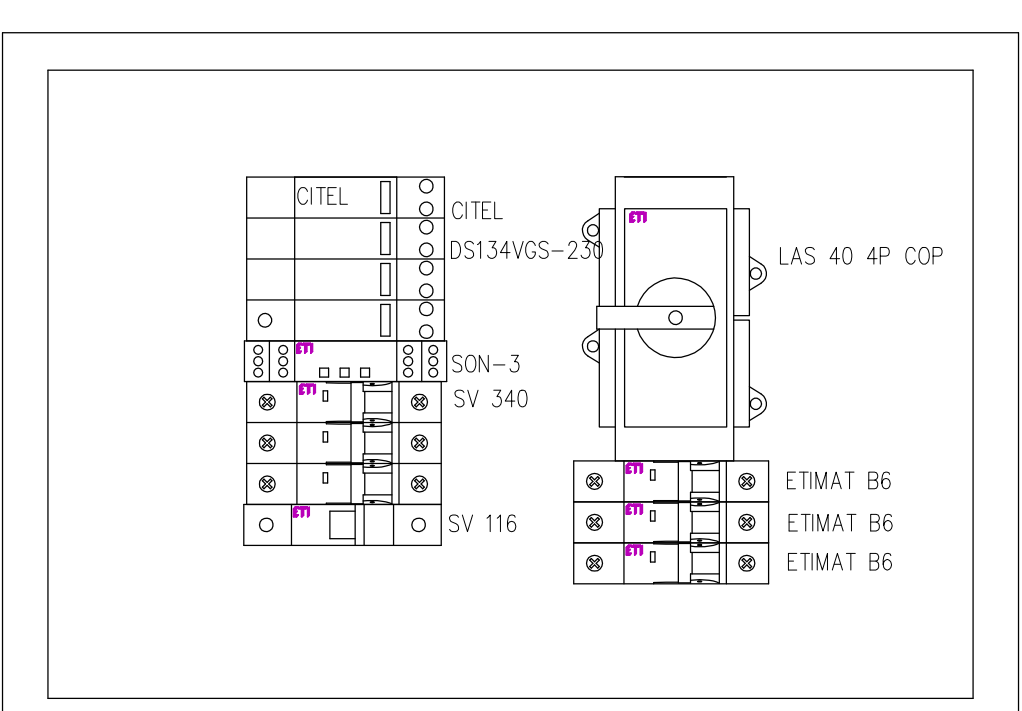 CITEL
CITEL
DS134VGS-230
ETI
SON-3
ETI
SV 340
ETI
SV 116
ETI
LAS 40 4P COP
ETI
ETIMAT B6
ETI
ETIMAT B6
ETI
ETIMAT B6